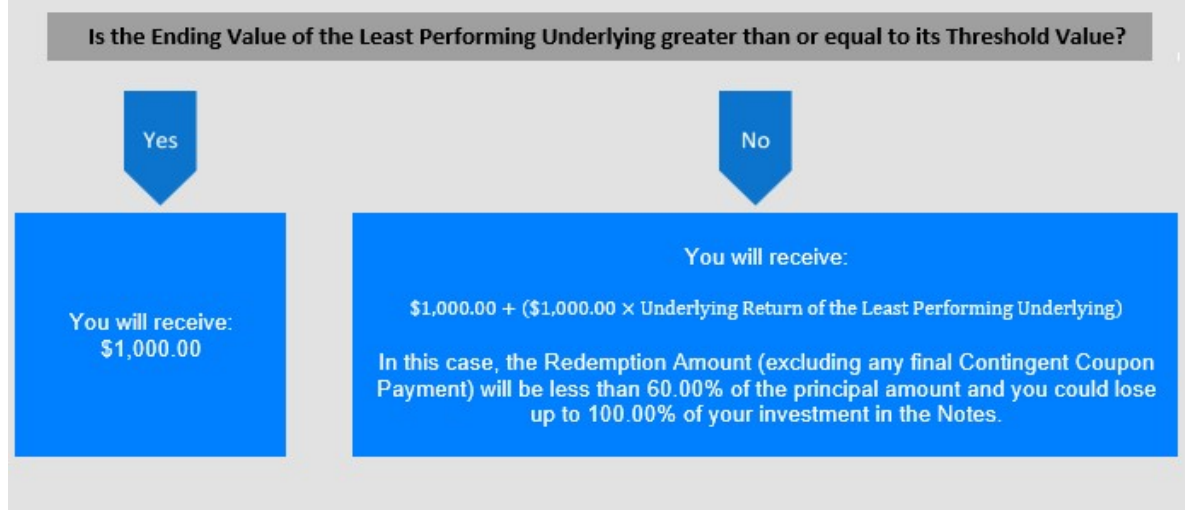 Is the Ending Value of the Least Performing Underlying greater than or equal to its Threshold Value?
Yes
No
You will receive:
$1,000.00
You will receive:
$1,000.00 + ($1,000.00 × Underlying Return of the Least Performing Underlying)
In this case, the Redemption Amount (excluding any final Contingent Coupon
Payment) will be less than 60.00% of the principal amount and you could lose
up to 100.00% of your investment in the Notes.